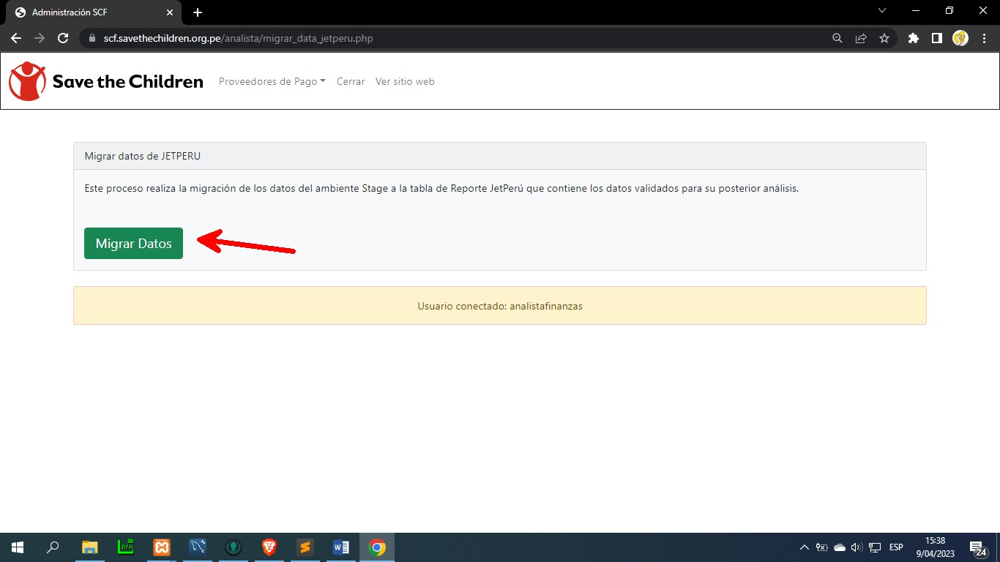 Administración SCF
scf.savethechildren.org.pe/analista/migrar_data_jetperu.php
Save the Children
Proveedores de Pago Cerrar Ver sitio web
Migrar datos de JETPERU
Este proceso realiza la migración de los datos del ambiente Stage a la tabla de Reporte JetPerú que contiene los datos validados para su posterior análisis.
Migrar Datos
Usuario conectado: analistafinanzas
ESP
15:38
9/04/2023
24